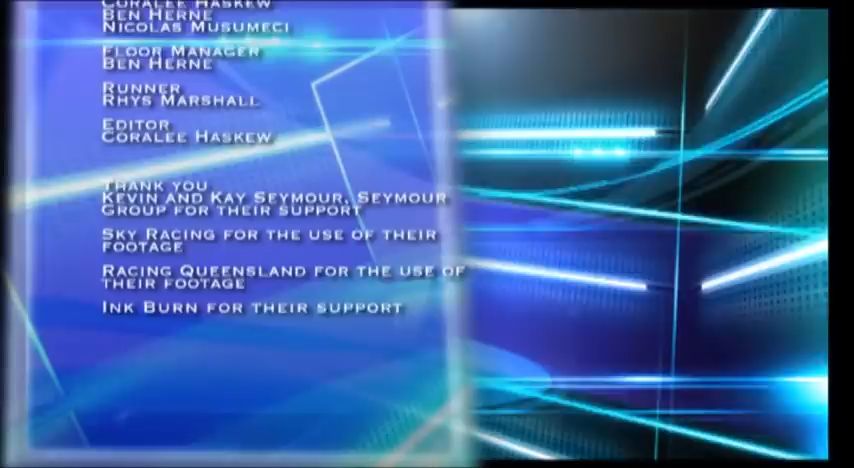 Coralee Haskew
Ben Herne
Nicolas Musumeci
Floor Manager
Ben Herne
Runner
Rhys Marshall
Editor
Coralee Haskew
Thank you
Kevin and Kay Seymour, Seymour
Group for their support
Sky Racing for the use of their
footage
Racing Queensland for the use of
their footage
Ink Burn for their support